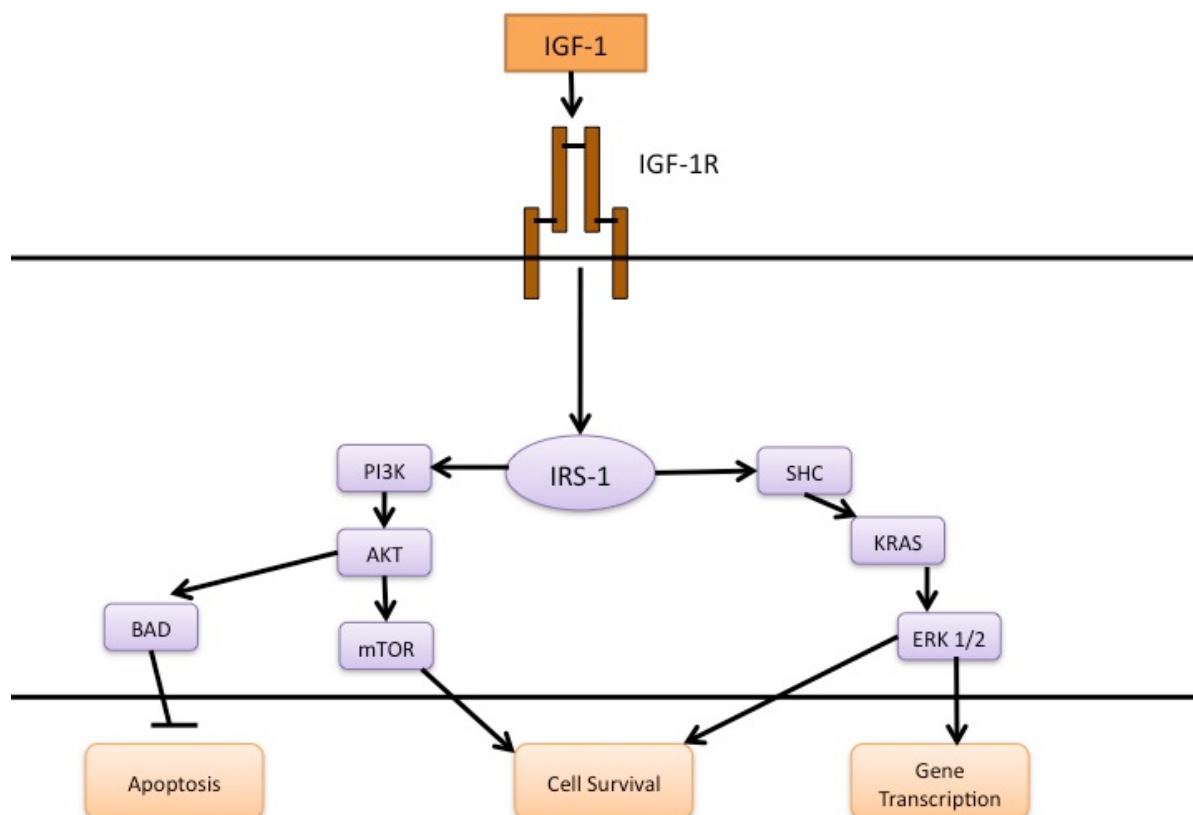 IGF-1
IGF-1R
IRS-1
PI3K
SHC
AKT
KRAS
BAD
mTOR
ERK 1/2
Apoptosis
Cell Survival
Gene
Transcription